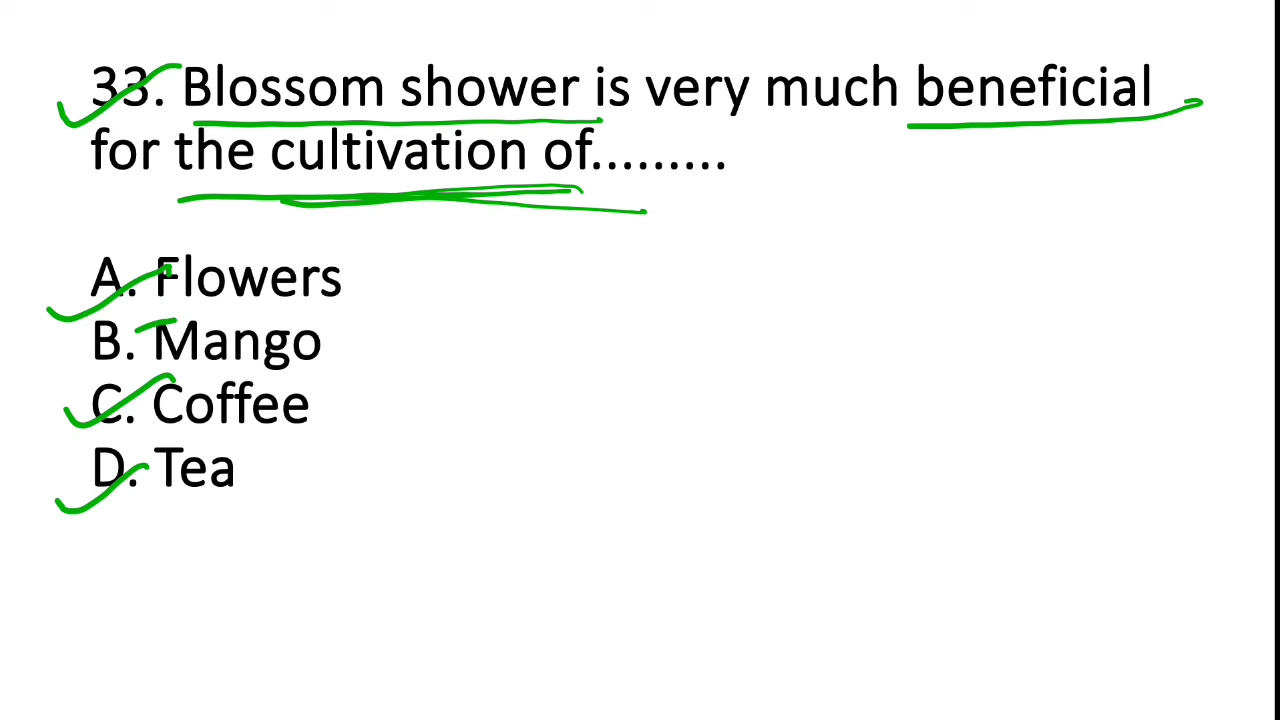 33. Blossom shower is very much beneficial
for the cultivation of.........
A. Flowers
B. Mango
C. Coffee
D. Tea